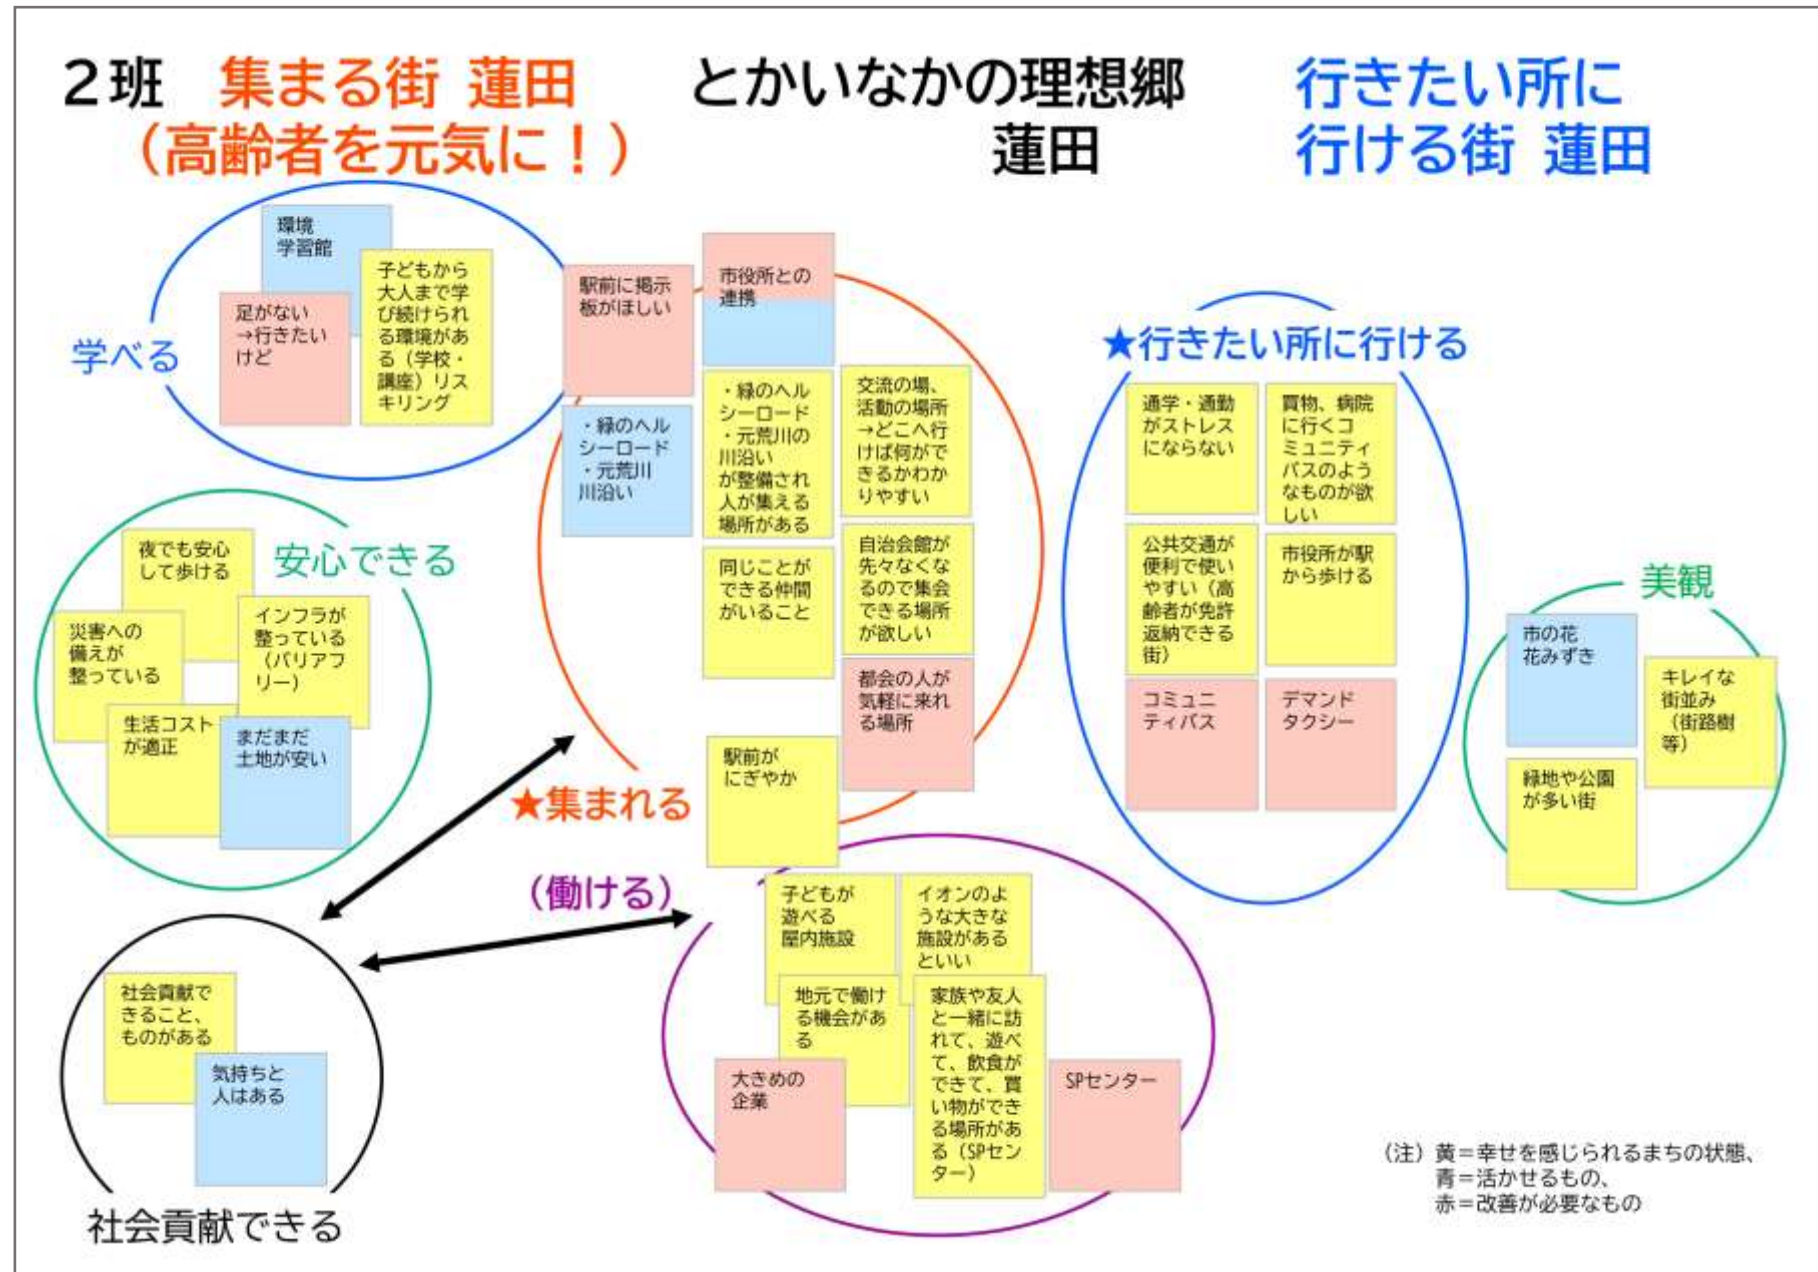 2班 集まる街 蓮田
（高齢者を元気に！）
とかいなかの理想郷
蓮田
行きたい所に
行ける街 蓮田
学べる
環境
学習館
足がない
→行きたい
けど
子どもから
大人まで学
び続けられ
る環境があ
る（学校・
講座）リス
キリング
安心できる
夜でも安心
して歩ける
災害への
備えが
整っている
インフラが
整っている
（バリアフ
リー）
生活コスト
が適正
まだまだ
土地が安い
社会貢献で
きること、
ものがある
気持ちと
人はある
社会貢献できる
駅前に掲示
板がほしい
市役所との
連携
・緑のヘル
シーロード
・元荒川
川沿い
・緑のヘル
シーロード
・元荒川の
川沿い
が整備され
人が集える
場所がある
交流の場、
活動の場所
→どこへ行
けば何がで
きるかわか
りやすい
同じことが
できる仲間
がいること
自治会館が
先々なくな
るので集会
できる場所
が欲しい
都会の人が
気軽に来れ
る場所
駅前が
にぎやか
★集まれる
（働ける）
子どもが
遊べる
屋内施設
イオンのよ
うな大きな
施設がある
といい
地元で働け
る機会があ
る
家族や友人
と一緒に訪
れて、遊べ
て、飲食が
できて、買
い物ができ
る場所があ
る（SPセン
ター）
大きめの
企業
SPセンター
★行きたい所に行ける
通学・通勤
がストレス
にならない
買物、病院
に行くコ
ミュニティ
バスのよう
なものが欲
しい
公共交通が
便利で使い
やすい（高
齢者が免許
返納できる
街）
市役所が駅
から歩ける
コミュニ
ティバス
デマンド
タクシー
美観
市の花
花みずき
キレイな
街並み
（街路樹
等）
緑地や公園
が多い街
（注）黄＝幸せを感じられるまちの状態、
青＝活かせるもの、
赤＝改善が必要なもの